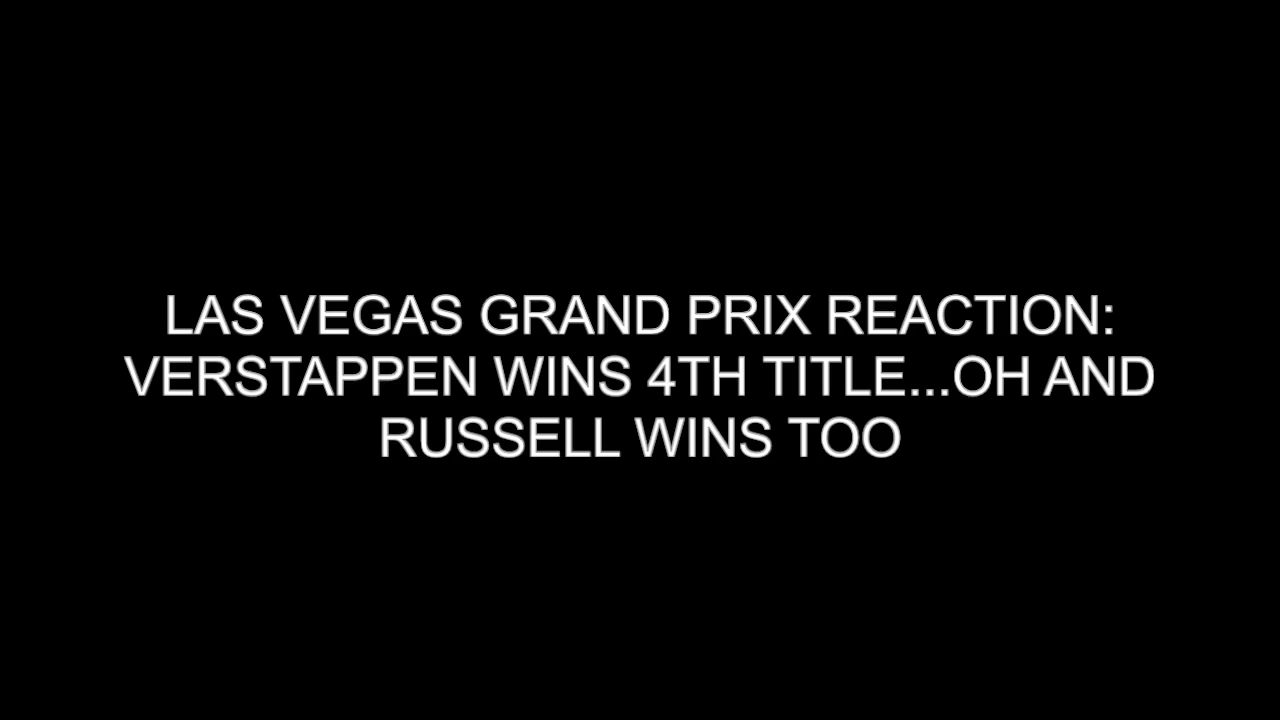 LAS VEGAS GRAND PRIX REACTION:
VERSTAPPEN WINS 4TH TITLE...OH AND
RUSSELL WINS TOO